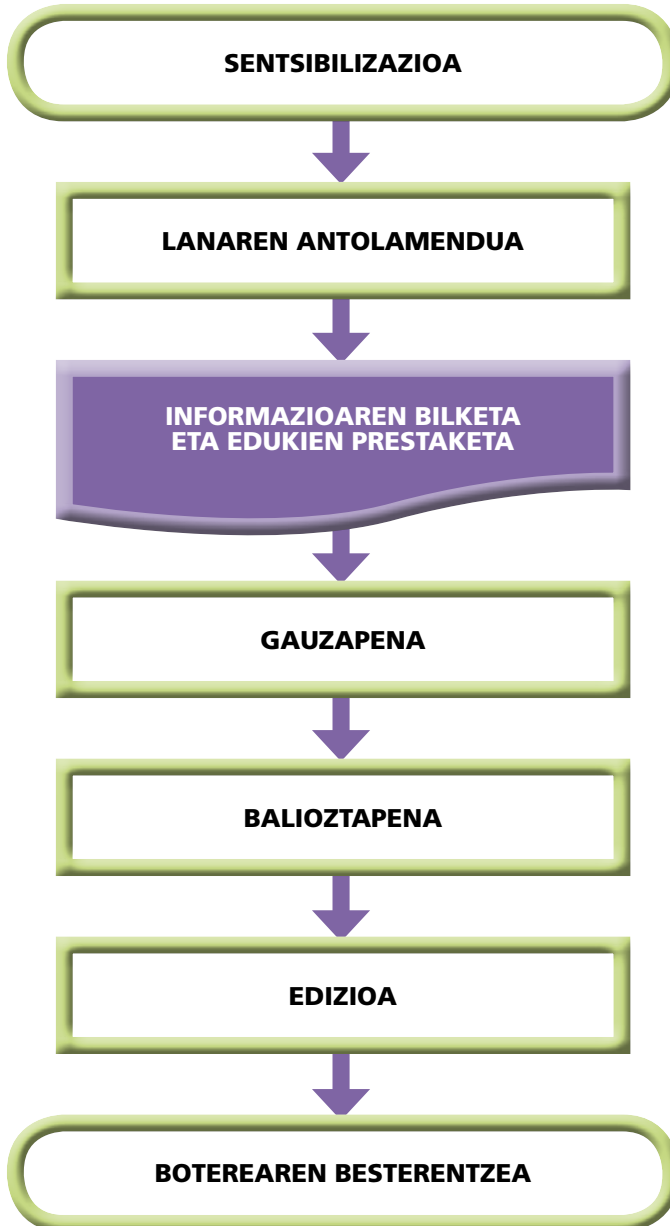 SENTSIBILIZAZIOA
LANAREN ANTOLAMENDUA
INFORMAZIOAREN BILKETA
ETA EDUKIEN PRESTAKETA
GAUZAPENA
BALIOZTAPENA
EDIZIOA
BOTEREAREN BESTERENTZEA